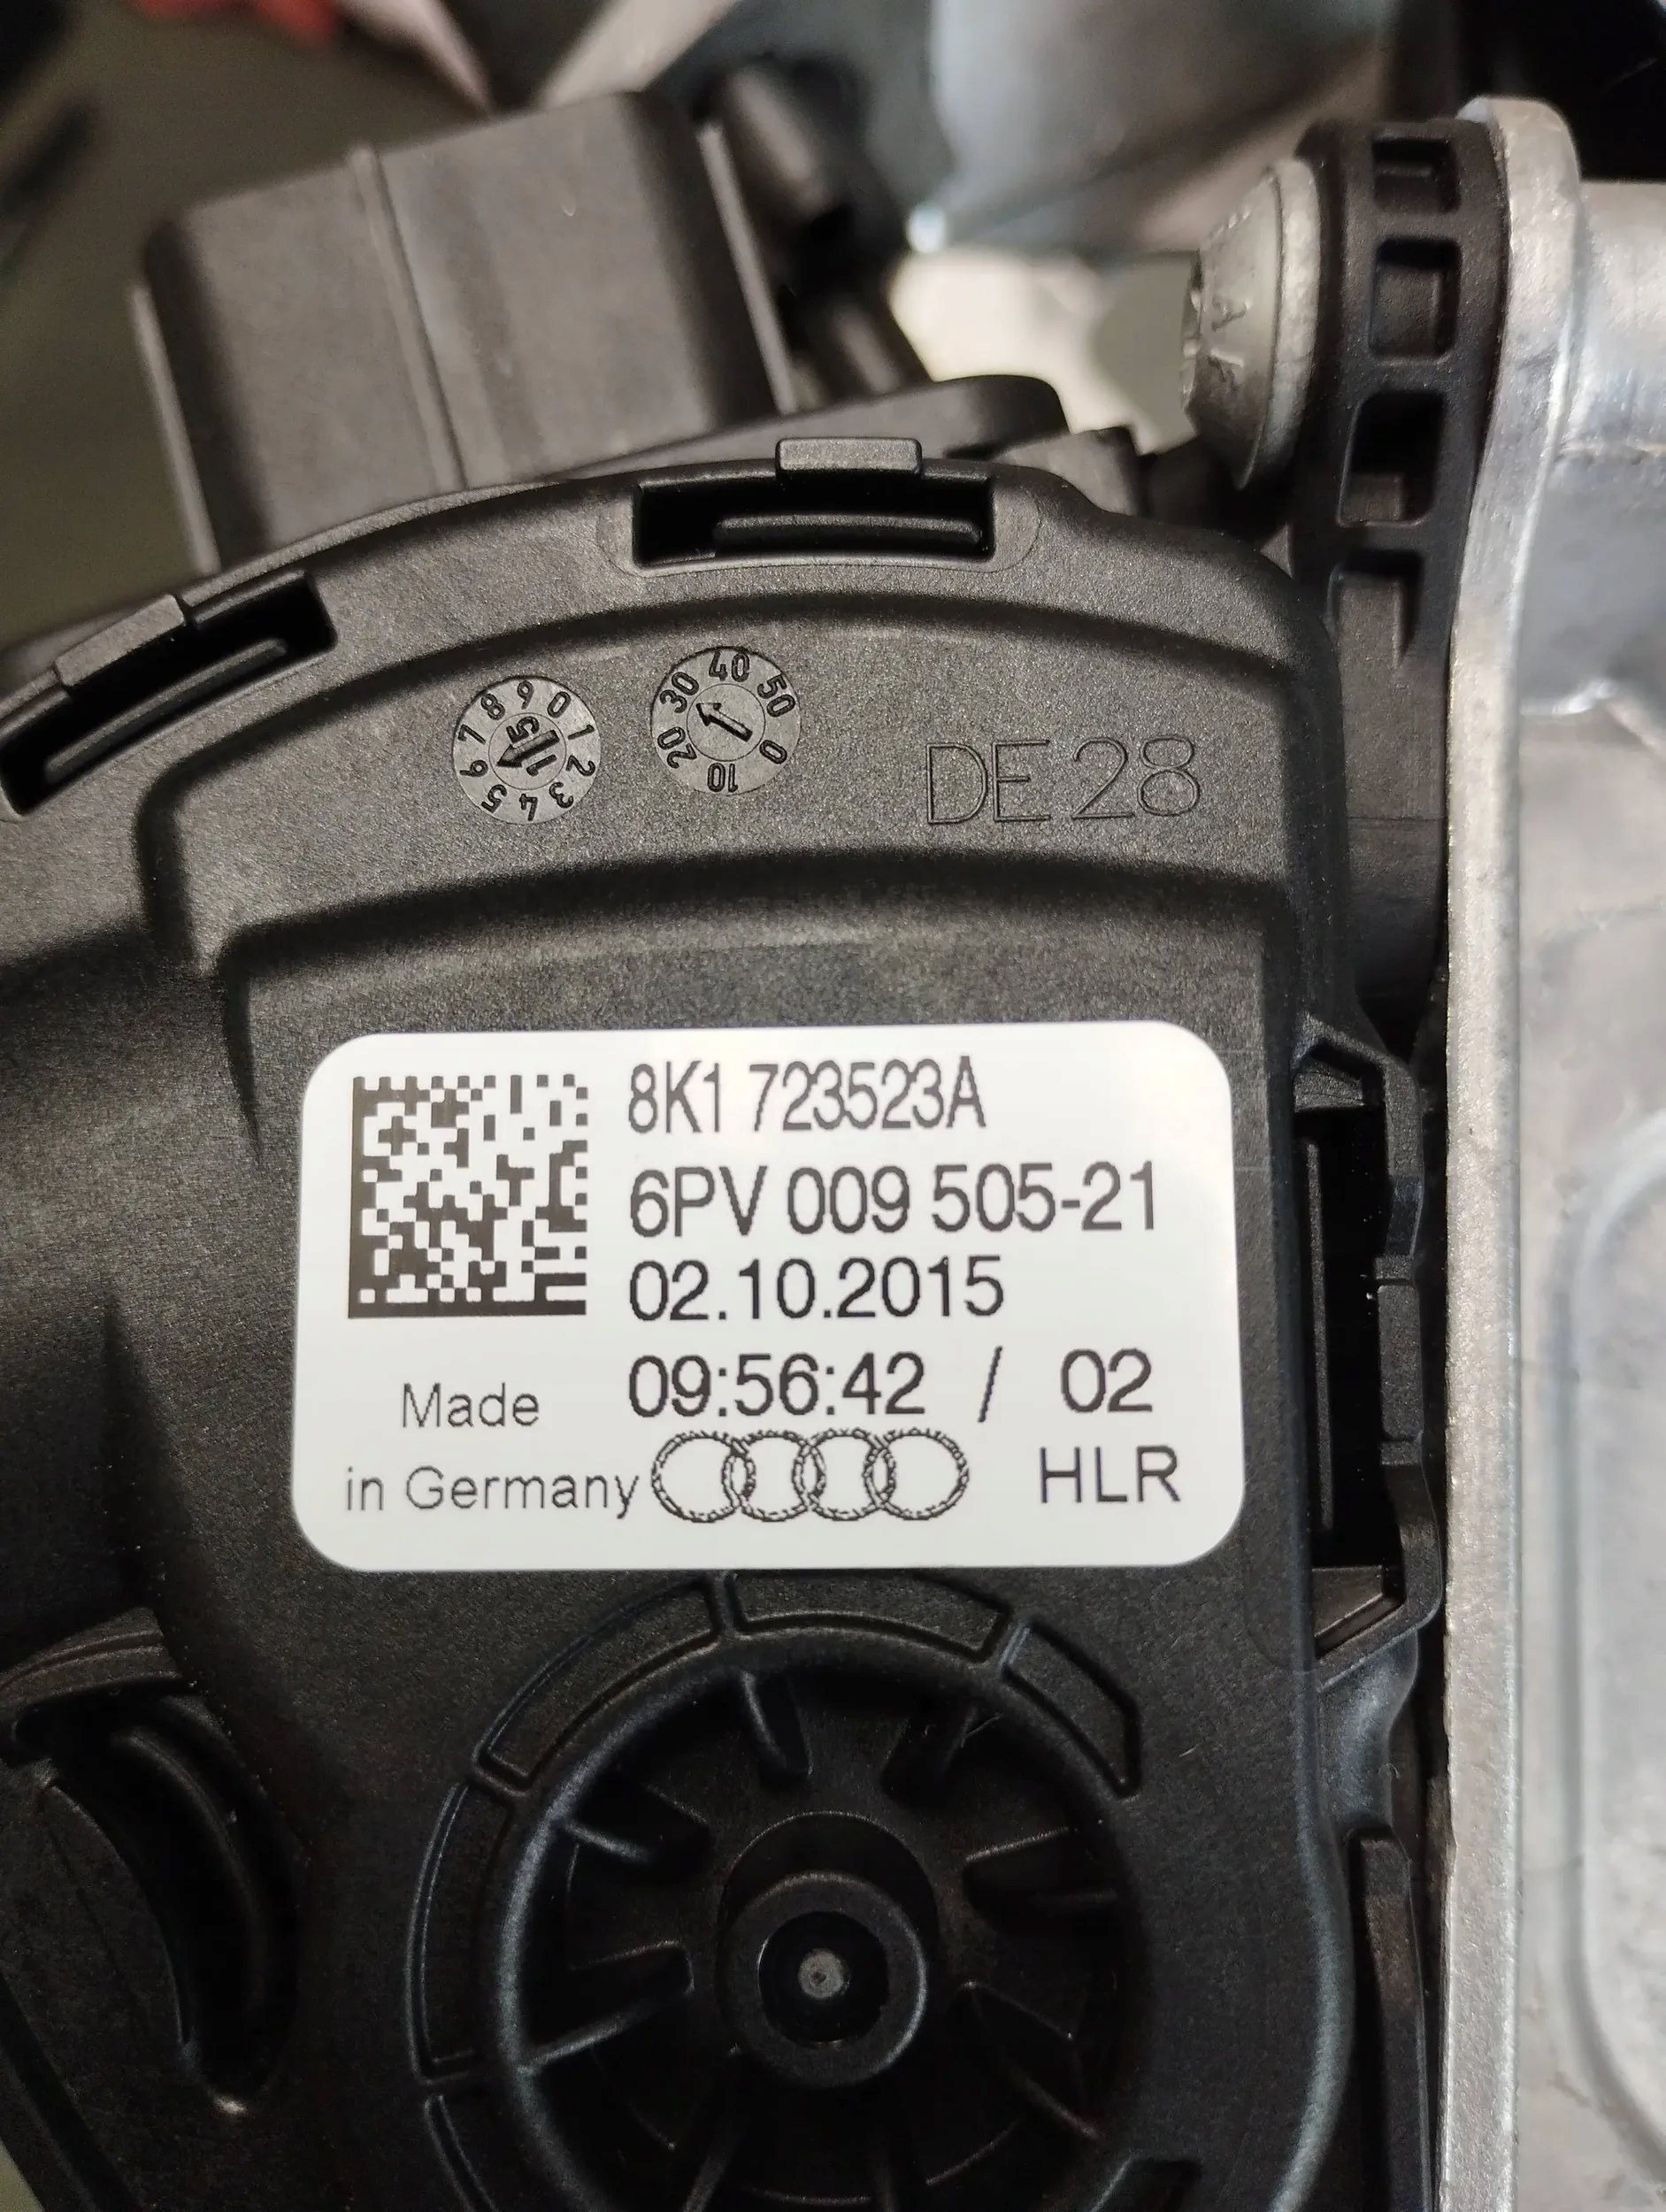 DE 28
8K1 723523A
6PV 009 505-21
02.10.2015
09:56:42 / 02
Made
in Germany
HLR